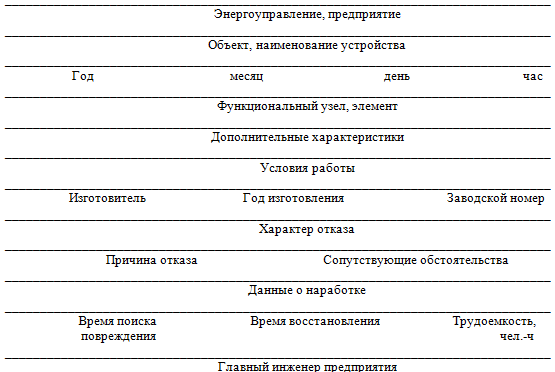 Энергоуправление, предприятие
Объект, наименование устройства
Год месяц день час
Функциональный узел, элемент
Дополнительные характеристики
Условия работы
Изготовитель Год изготовления Заводской номер
Характер отказа
Причина отказа Сопутствующие обстоятельства
Данные о наработке
Время поиска Время восстановления Трудоемкость,
повреждения чел.-ч
Главный инженер предприятия